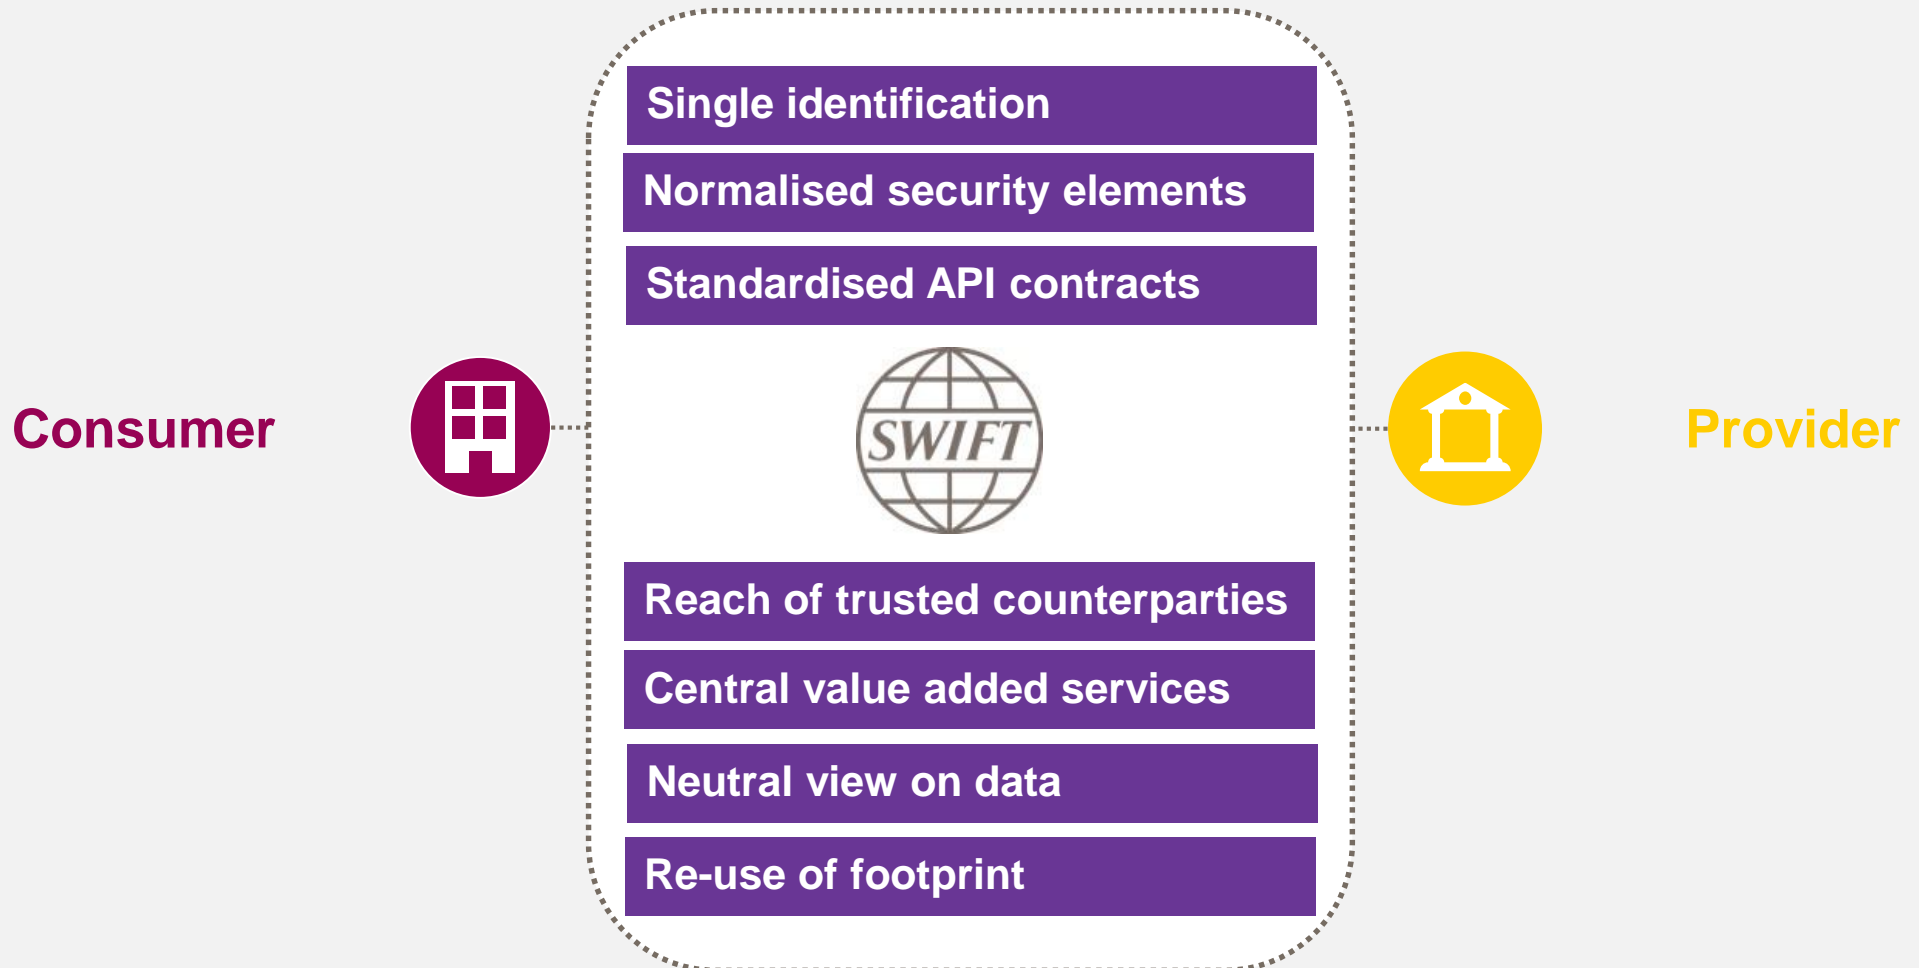 Single identification
Normalised security elements
Standardised API contracts
Consumer
SWIFT
Provider
Reach of trusted counterparties
Central value added services
Neutral view on data
Re-use of footprint